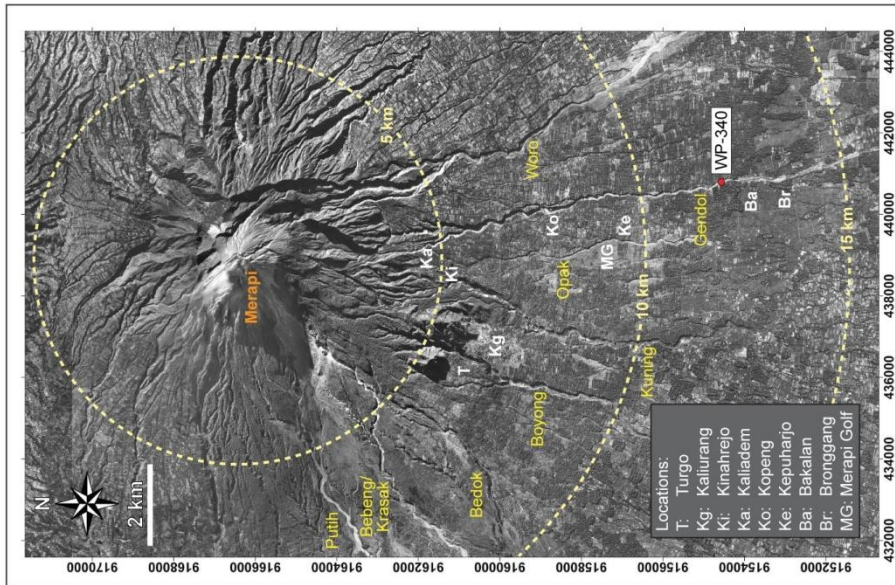 N
2 km
Merapi
5 km
10 km
15 km
Putih
Bebeng/
Krasak
Bedok
Boyong
Kuning
Opak
Gendol
Woro
T
Kg
Ki
Ka
Ko
MG
Ke
Ba
Br
WP-340
Locations:
T: Turgo
Kg: Kaliurang
Ki: Kinahrejo
Ka: Kaliadem
Ko: Kopeng
Ke: Kepuharjo
Ba: Bakalan
Br: Bronggang
MG: Merapi Golf
9170000
9168000
9166000
9164000
9162000
9160000
9158000
9156000
9154000
9152000
432000
434000
436000
438000
440000
442000
444000